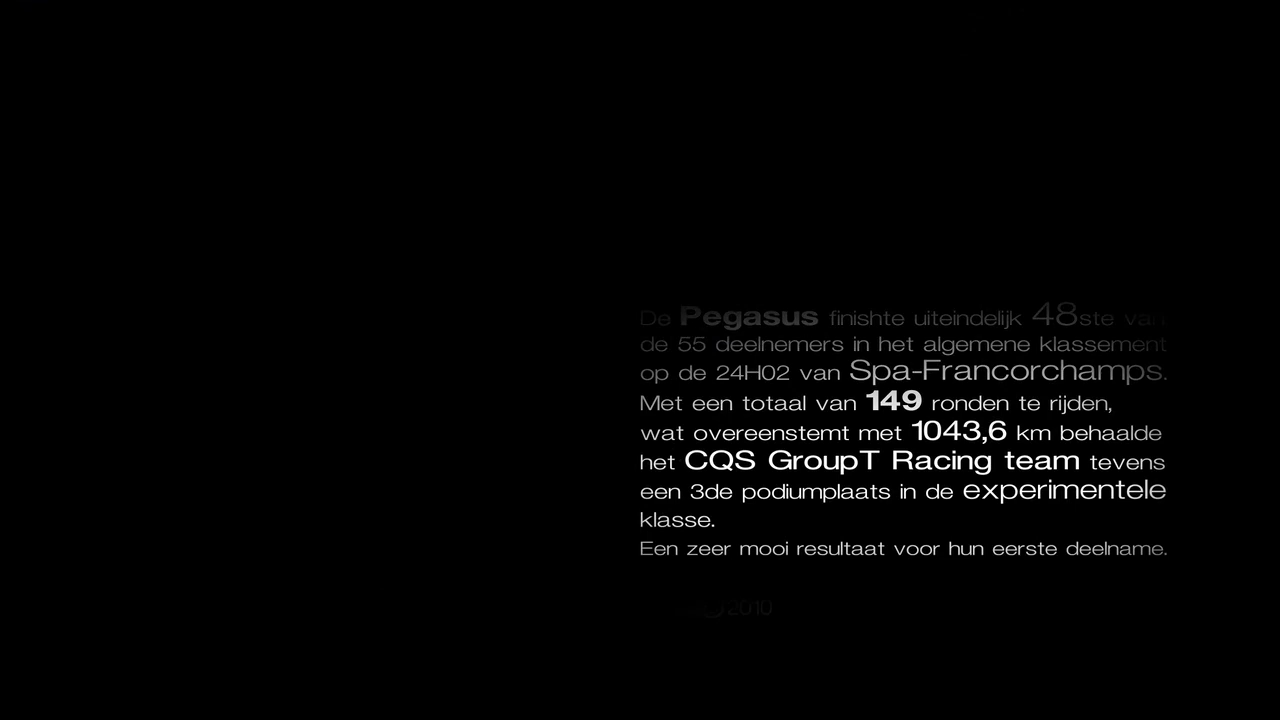 De Pegasus finishte uiteindelijk 48ste van
de 55 deelnemers in het algemene klassement
op de 24H02 van Spa-Francorchamps.
Met een totaal van 149 ronden te rijden,
wat overeenstemt met 1043,6 km behaalde
het CQS GroupT Racing team tevens
een 3de podiumplaats in de experimentele
klasse.
Een zeer mooi resultaat voor hun eerste deelname.
2010